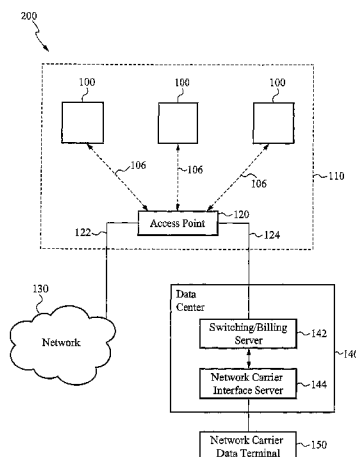 200
100
100
100
106
106
106
110
120
Access Point
122
124
130
Network
Data
Center
Switching/Billing
Server
142
146
Network Carrier
Interface Server
144
Network Carrier
Data Terminal
150